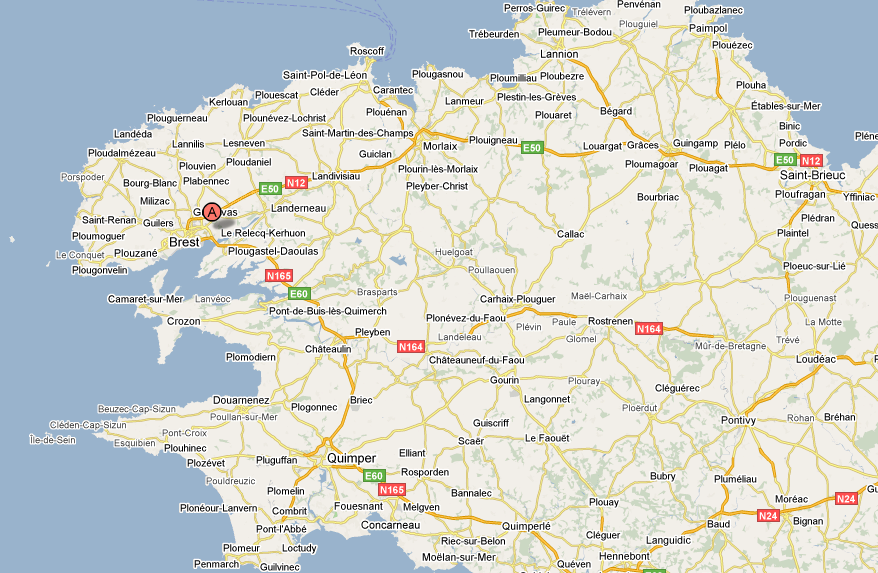 Perros-Guirec
Trélévern
Penvénan
Ploubazlanec
Plouguiel
Trébeurden
Pleumeur-Bodou
Paimpol
Lannion
Plouézec
Roscoff
Saint-Pol-de-Léon
Plougasnou
Ploumilliau
Ploubezre
Plouha
Plouescat
Cléder
Carantec
Kerlouan
Lanmeur
Plestin-les-Grèves
Étables-sur-Mer
Plouguerneau
Plounévez-Lochrist
Plouénan
Plouaret
Bégard
Binic
Landéda
Saint-Martin-des-Champs
Pordic
Plén
Lannilis
Lesneven
Morlaix
Plouigneau
E50
Louargat
Grâces
Guingamp
Plélo
Ploudalmézeau
Guiclan
Ploumagoar
Plouagat
E50
N12
Plouvien
Ploudaniel
Plourin-lès-Morlaix
Saint-Brieuc
Porspoder
Bourg-Blanc
Plabennec
E50
N12
Landivisiau
Pleyber-Christ
Ploufragan
Yffiniac
Milizac
Bourbriac
A
Landerneau
Plédran
Saint-Renan
Guilers
Quess
Ploumoguer
Le Relecq-Kerhuon
Callac
Plaintel
Brest
Le Conquet
Plouzané
Plougastel-Daoulas
Huelgoat
Plougonvelin
N165
Poullaouen
Ploeuc-sur-Lié
E60
Brasparts
Camaret-sur-Mer
Lanvéoc
Carhaix-Plouguer
Maël-Carhaix
Plouguenast
Pont-de-Buis-lès-Quimerch
Crozon
Plonévez-du-Faou
Plévin
Paule
Rostrenen
N164
La Motte
Pleyben
Landeleau
Glomel
Trévé
Châteaulin
N164
Mûr-de-Bretagne
Plomodiern
Châteauneuf-du-Faou
Loudéac
Gourin
Plouray
Cléguérec
Beuzec-Cap-Sizun
Douarnenez
Briec
Langonnet
Ploërdut
Plogonnec
Poullan-sur-Mer
Cléden-Cap-Sizun
Guiscriff
Pontivy
Rohan
Bréhan
Île-de-Sein
Esquibien
Pont-Croix
Scaër
Le Faouët
Plouhinec
Elliant
Plozévet
Pluguffan
Quimper
Rosporden
Bubry
Pluméliau
Pouldreuzic
E60
Plomelin
N165
Bannalec
Moréac
N24
Gu
Plonéour-Lanvern
Combrit
Fouesnant
Melgven
Plouay
N24
Bignan
Pont-l'Abbé
Concarneau
Quimperlé
Baud
Cléguer
Languidic
Plomeur
Loctudy
Riec-sur-Belon
Hennebont
Penmarch
Guilvinec
Moëlan-sur-Mer
Quéven